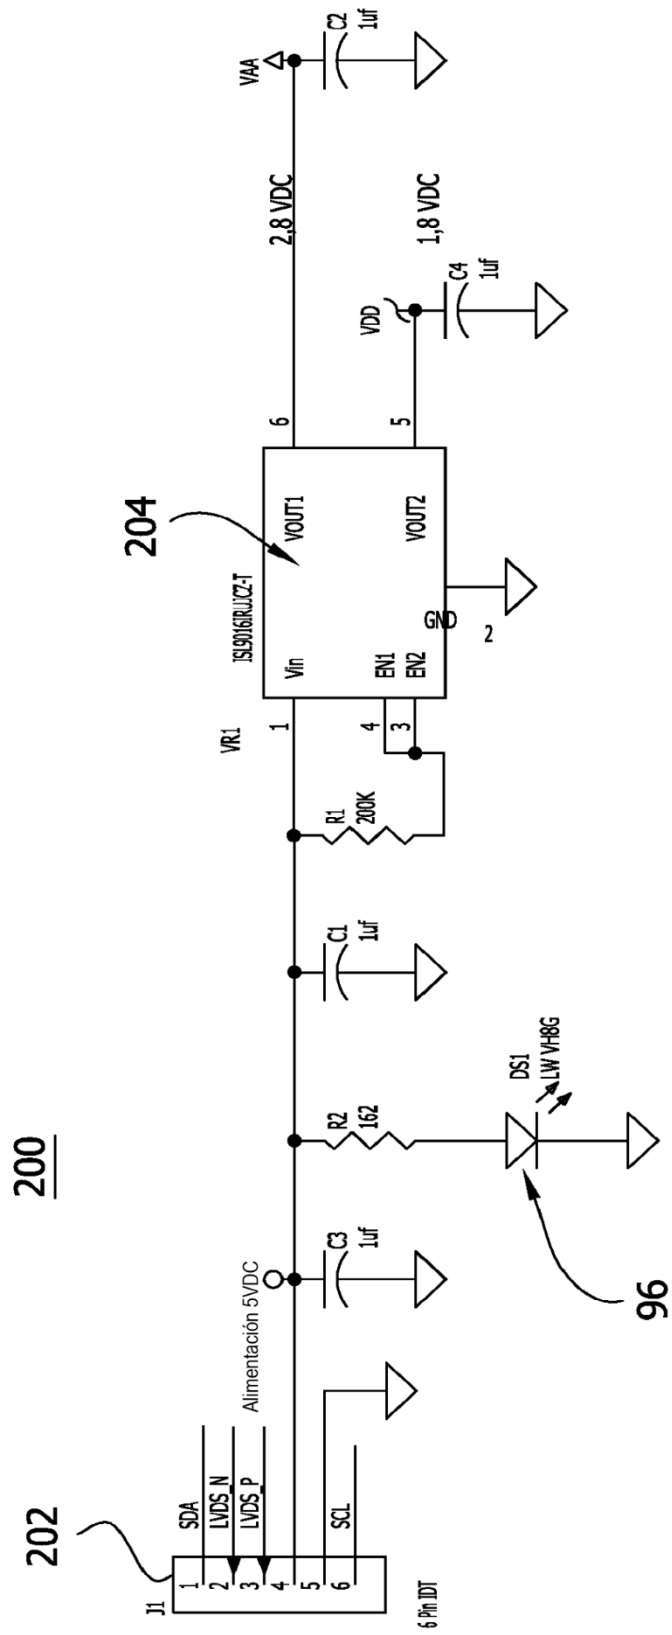 200
202
J1
1
SDA
2
LVDS_N
3
LVDS_P
4
5
6
SCL
6 Pin IDT
Alimentación 5VDC
C3
1uf
R2
162
DS1
LW VH8G
96
C1
1uf
R1
200K
VR1
1
4
3
ISL9016IRUJCZ-T
204
Vin
VOUT1
EN1
EN2
VOUT2
GND
2
6
5
2,8 VDC
VAA
C2
1uf
VDD
1,8 VDC
C4
1uf